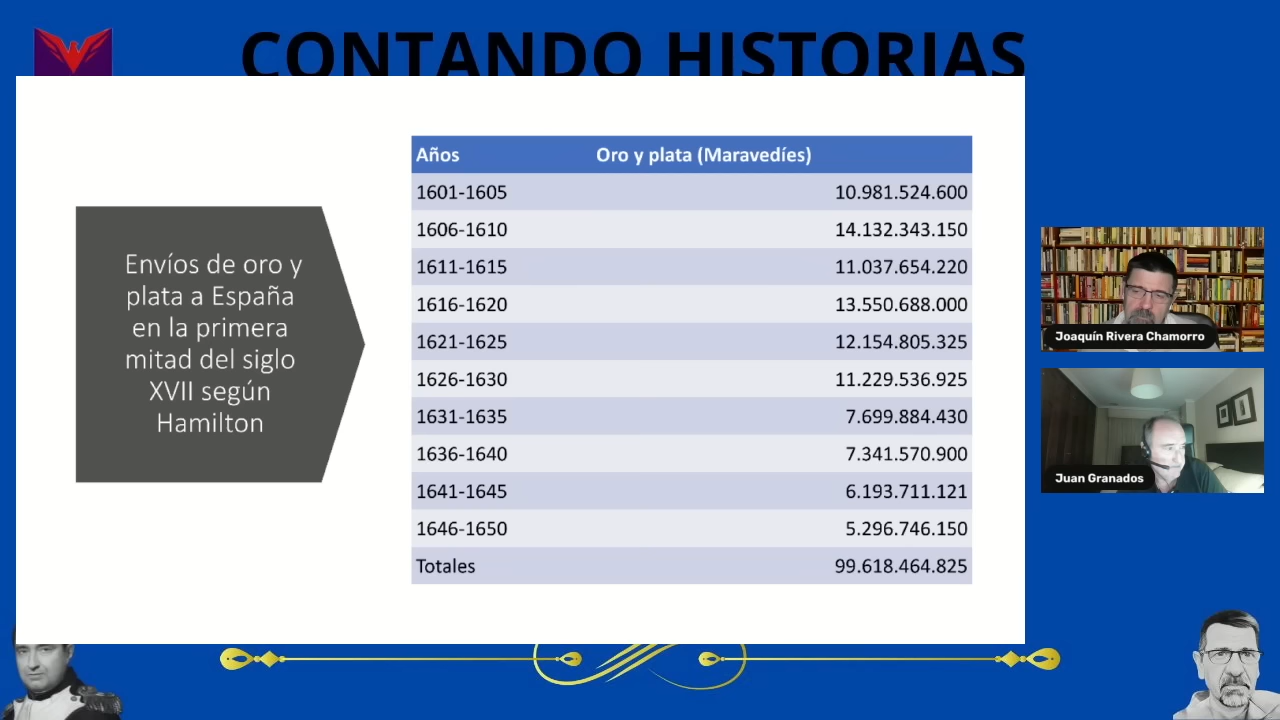 CONTANDO HISTORIAS
Envíos de oro y
plata a España
en la primera
mitad del siglo
XVII según
Hamilton
Años Oro y plata (Maravedíes)
1601-1605 10.981.524.600
1606-1610 14.132.343.150
1611-1615 11.037.654.220
1616-1620 13.550.688.000
1621-1625 12.154.805.325
1626-1630 11.229.536.925
1631-1635 7.699.884.430
1636-1640 7.341.570.900
1641-1645 6.193.711.121
1646-1650 5.296.746.150
Totales 99.618.464.825
Joaquín Rivera Chamorro
Juan Granados